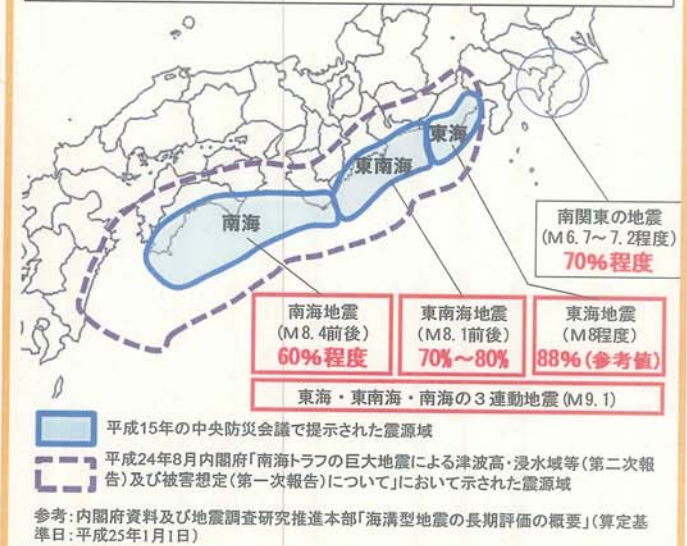 東海
東南海
南海
南関東の地震
(M6.7～7.2程度)
70%程度
南海地震
(M8.4前後)
60%程度
東南海地震
(M8.1前後)
70%～80%
東海地震
(M8程度)
88%(参考値)
東海・東南海・南海の3連動地震(M9.1)
平成15年の中央防災会議で提示された震源域
平成24年8月内閣府「南海トラフの巨大地震による津波高・浸水域等(第二次報
告)及び被害想定(第一次報告)について」において示された震源域
参考:内閣府資料及び地震調査研究推進本部「海溝型地震の長期評価の概要」(算定基
準日:平成25年1月1日)